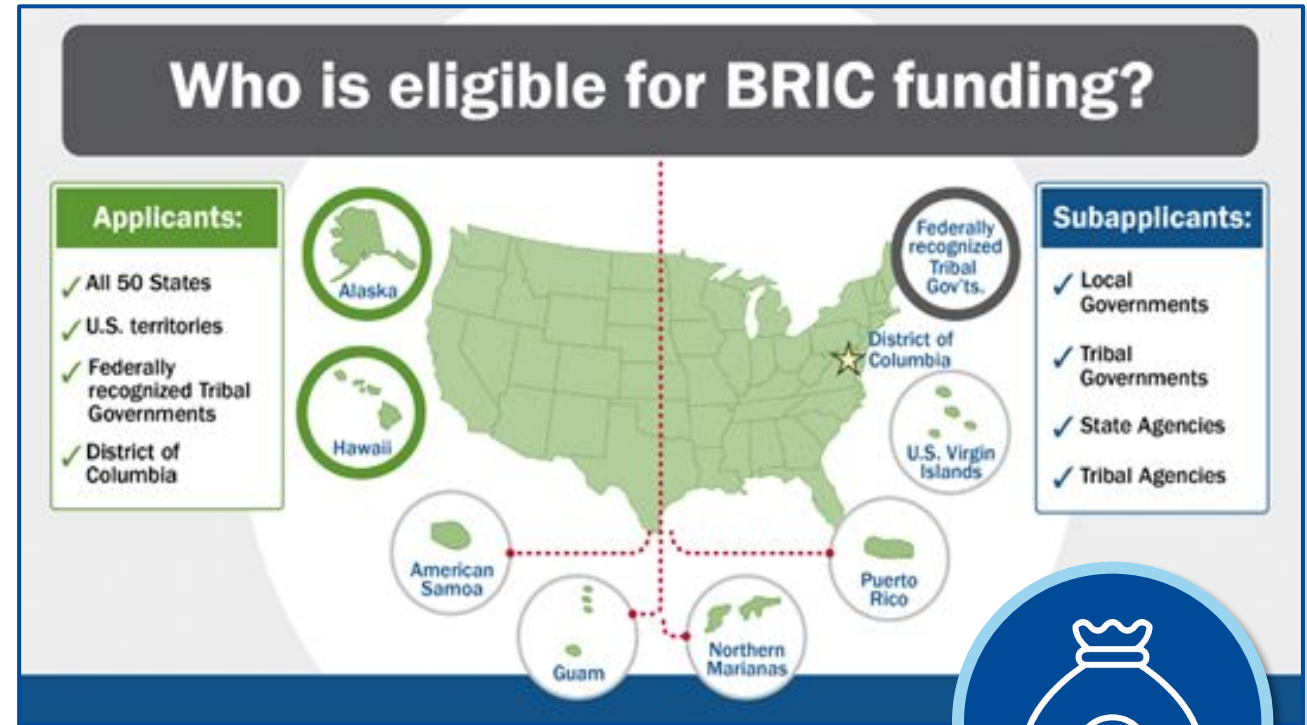 Who is eligible for BRIC funding?
Applicants:
✓ All 50 States
✓ U.S. territories
✓ Federally
recognized Tribal
Governments
✓ District of
Columbia
Alaska
Hawaii
American
Samoa
Guam
Northern
Marianas
Puerto
Rico
U.S. Virgin
Islands
District of
Columbia
Federally
recognized
Tribal
Gov'ts.
Subapplicants:
✓ Local
Governments
✓ Tribal
Governments
✓ State Agencies
✓ Tribal Agencies